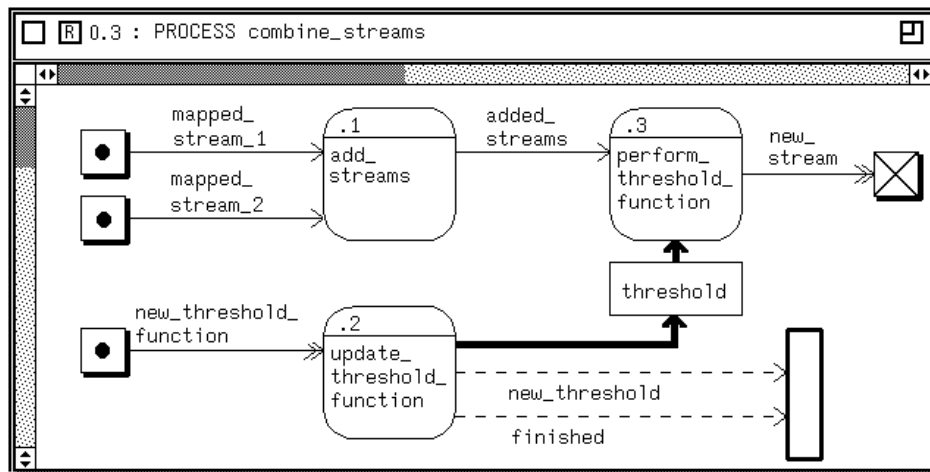 R 0.3 : PROCESS combine_streams
mapped_
stream_1
.1
add_
streams
added_
streams
.3
perform_
threshold_
function
new_
stream
mapped_
stream_2
threshold
new_threshold_
function
.2
update_
threshold_
function
new_threshold
finished